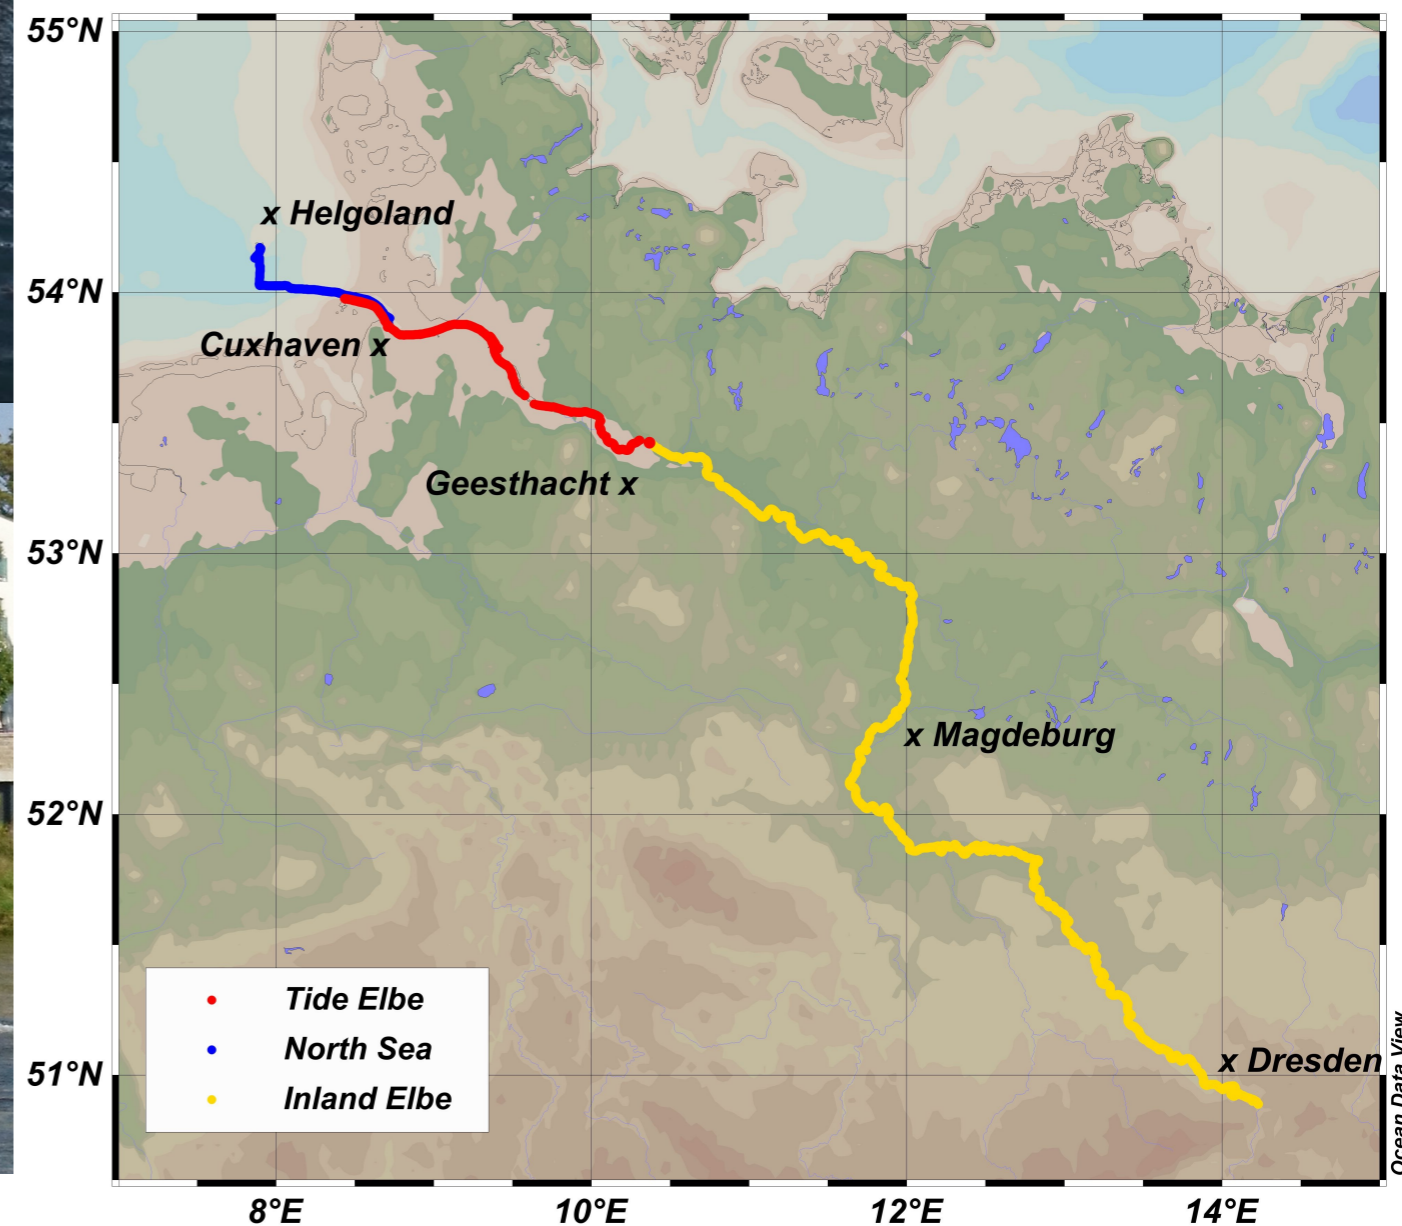 55°N
x Helgoland
54°N
Cuxhaven x
Geesthacht x
53°N
x Magdeburg
52°N
Tide Elbe
North Sea
Inland Elbe
x Dresden
51°N
Ocean Data View
8°E 10°E 12°E 14°E